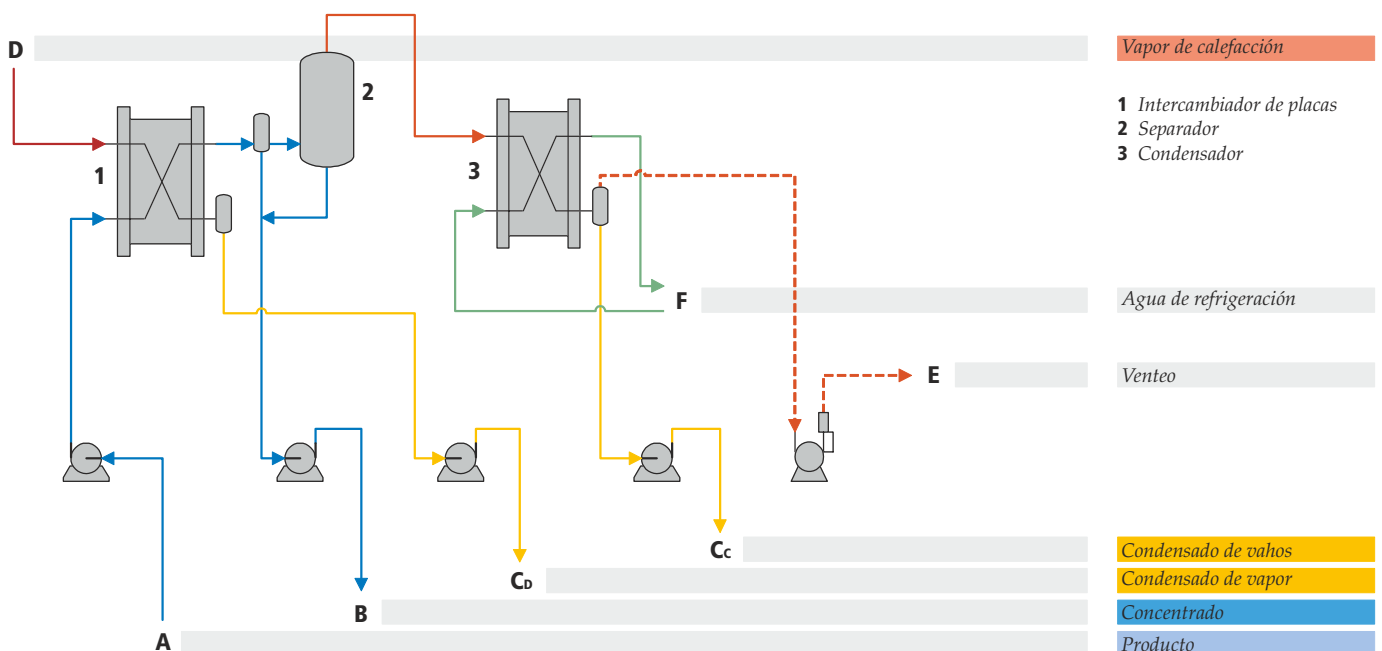 D
Vapor de calefacción
2
1 Intercambiador de placas
2 Separador
3 Condensador
1
3
F
Agua de refrigeración
E
Venteo
Cc
Condensado de vahos
CD
Condensado de vapor
B
Concentrado
A
Producto